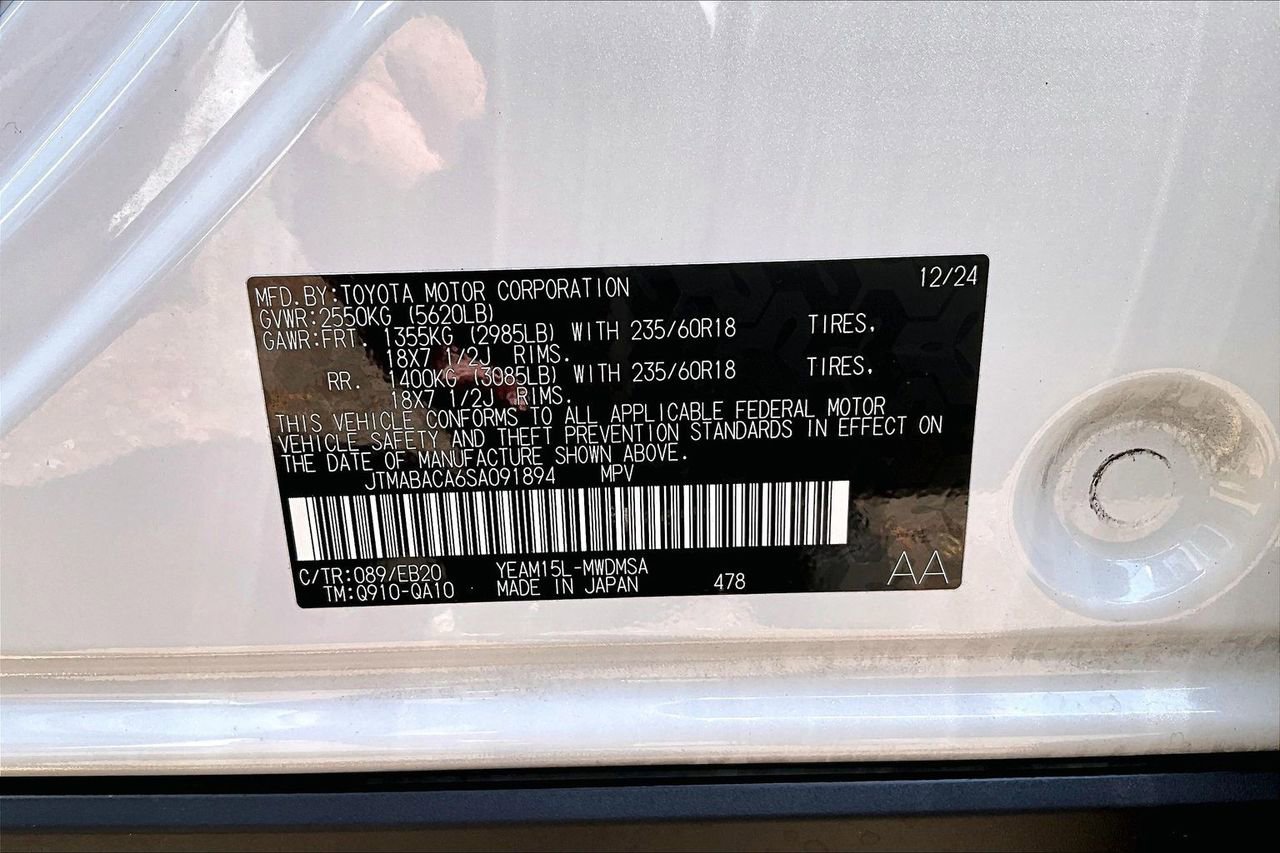 MFD.BY:TOYOTA MOTOR CORPORATION 12/24
GVWR:2550KG (5620LB)
GAWR:FRT. 1355KG (2985LB) WITH 235/60R18 TIRES,
18X7 1/2J RIMS.
RR. 1400KG (3085LB) WITH 235/60R18 TIRES,
18X7 1/2J RIMS.
THIS VEHICLE CONFORMS TO ALL APPLICABLE FEDERAL MOTOR
VEHICLE SAFETY AND THEFT PREVENTION STANDARDS IN EFFECT ON
THE DATE OF MANUFACTURE SHOWN ABOVE.
JTMABACA6SA091894 MPV
C/TR:089/EB20 YEAM15L-MWDMSA AA
TM:Q910-QA10 MADE IN JAPAN 478